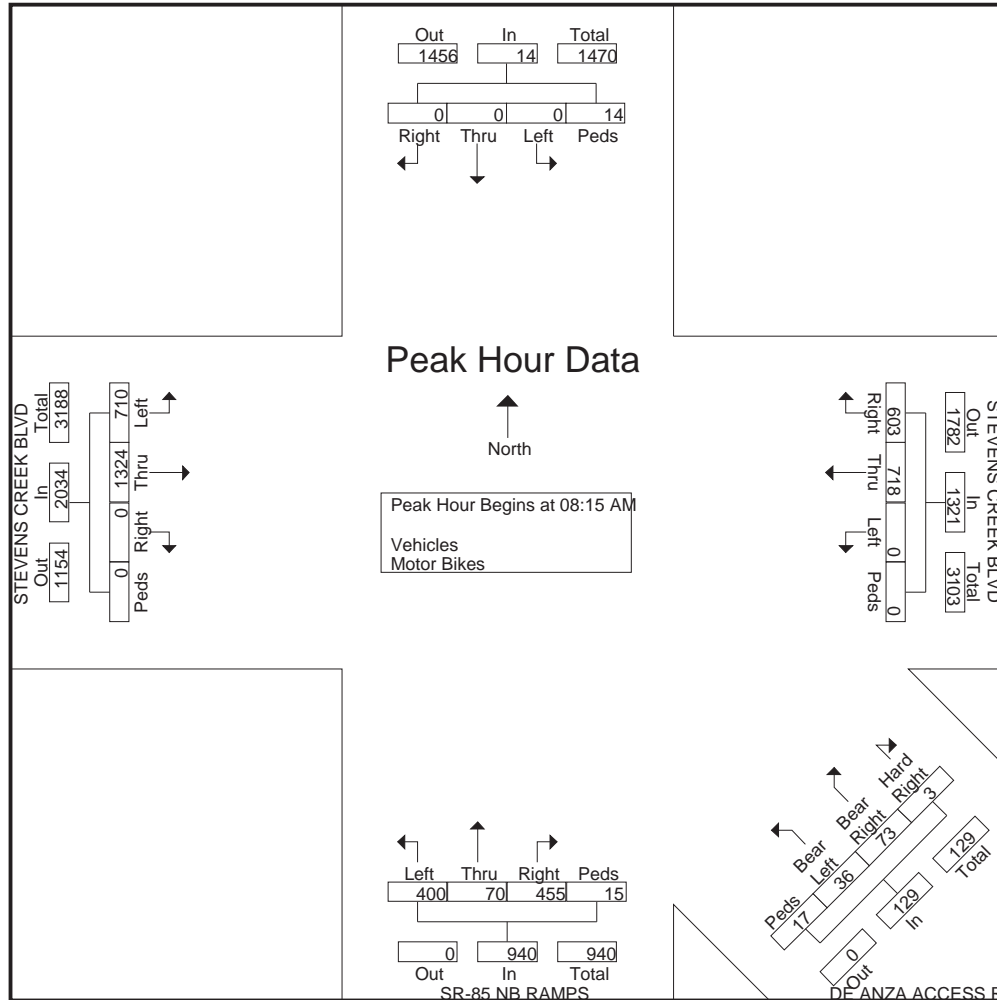 Out In Total
1456 14 1470
0 0 0 14
Right Thru Left Peds
Peak Hour Data
North
Peak Hour Begins at 08:15 AM
Vehicles
Motor Bikes
STEVENS CREEK BLVD
Out In Total
1154 2034 3188
0 0 1324 710
Peds Right Thru Left
STEVENS CREEK BLVD
Out In Total
1782 1321 3103
603 718 0 0
Right Thru Left Peds
Left Thru Right Peds
400 70 455 15
0 940 940
Out In Total
SR-85 NB RAMPS
Peds Bear Left Bear Right Hard Right
17 36 73 3
0 129 129
Out In Total
DE ANZA ACCESS